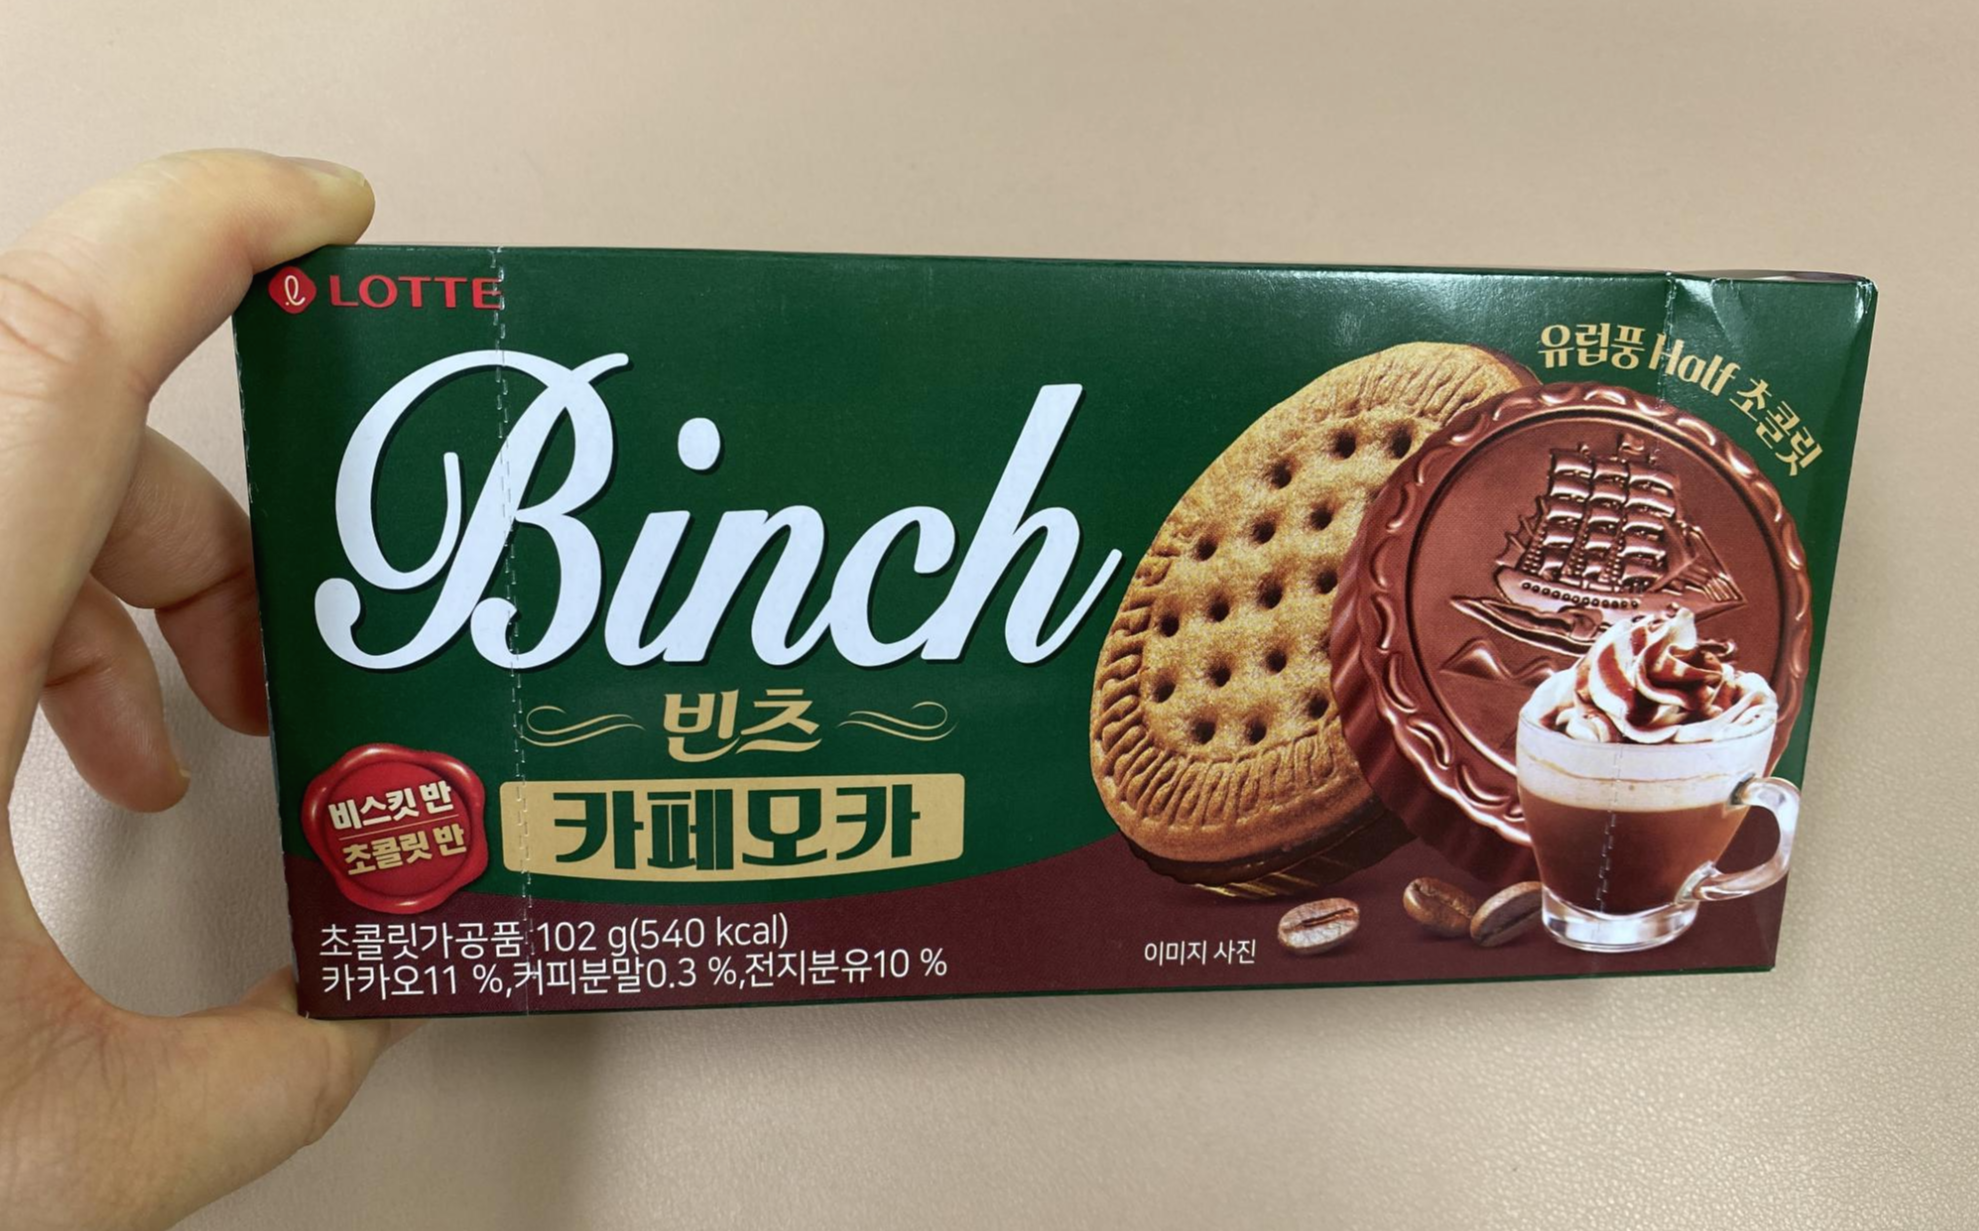 LOTTE
유럽풍 Half 초콜릿
Binch
빈츠
카페모카
비스킷 반
초콜릿 반
초콜릿가공품 102 g(540 kcal)
카카오11 %,커피분말0.3 %,전지분유10 %
이미지 사진